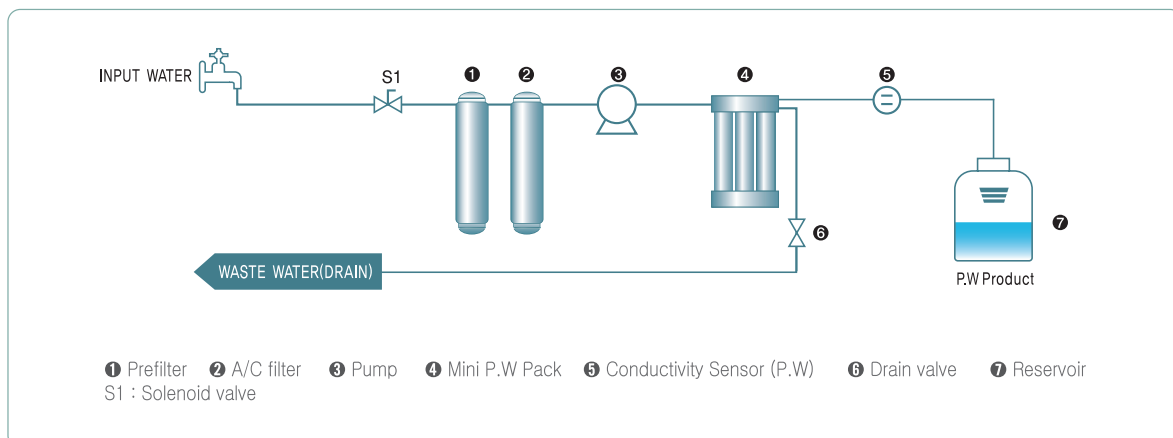 INPUT WATER
S1
❶
❷
❸
❹
❺
❻
❼
WASTE WATER(DRAIN)
P.W Product
❶ Prefilter ❷ A/C filter ❸ Pump ❹ Mini P.W Pack ❺ Conductivity Sensor (P.W) ❻ Drain valve ❼ Reservoir
S1 : Solenoid valve